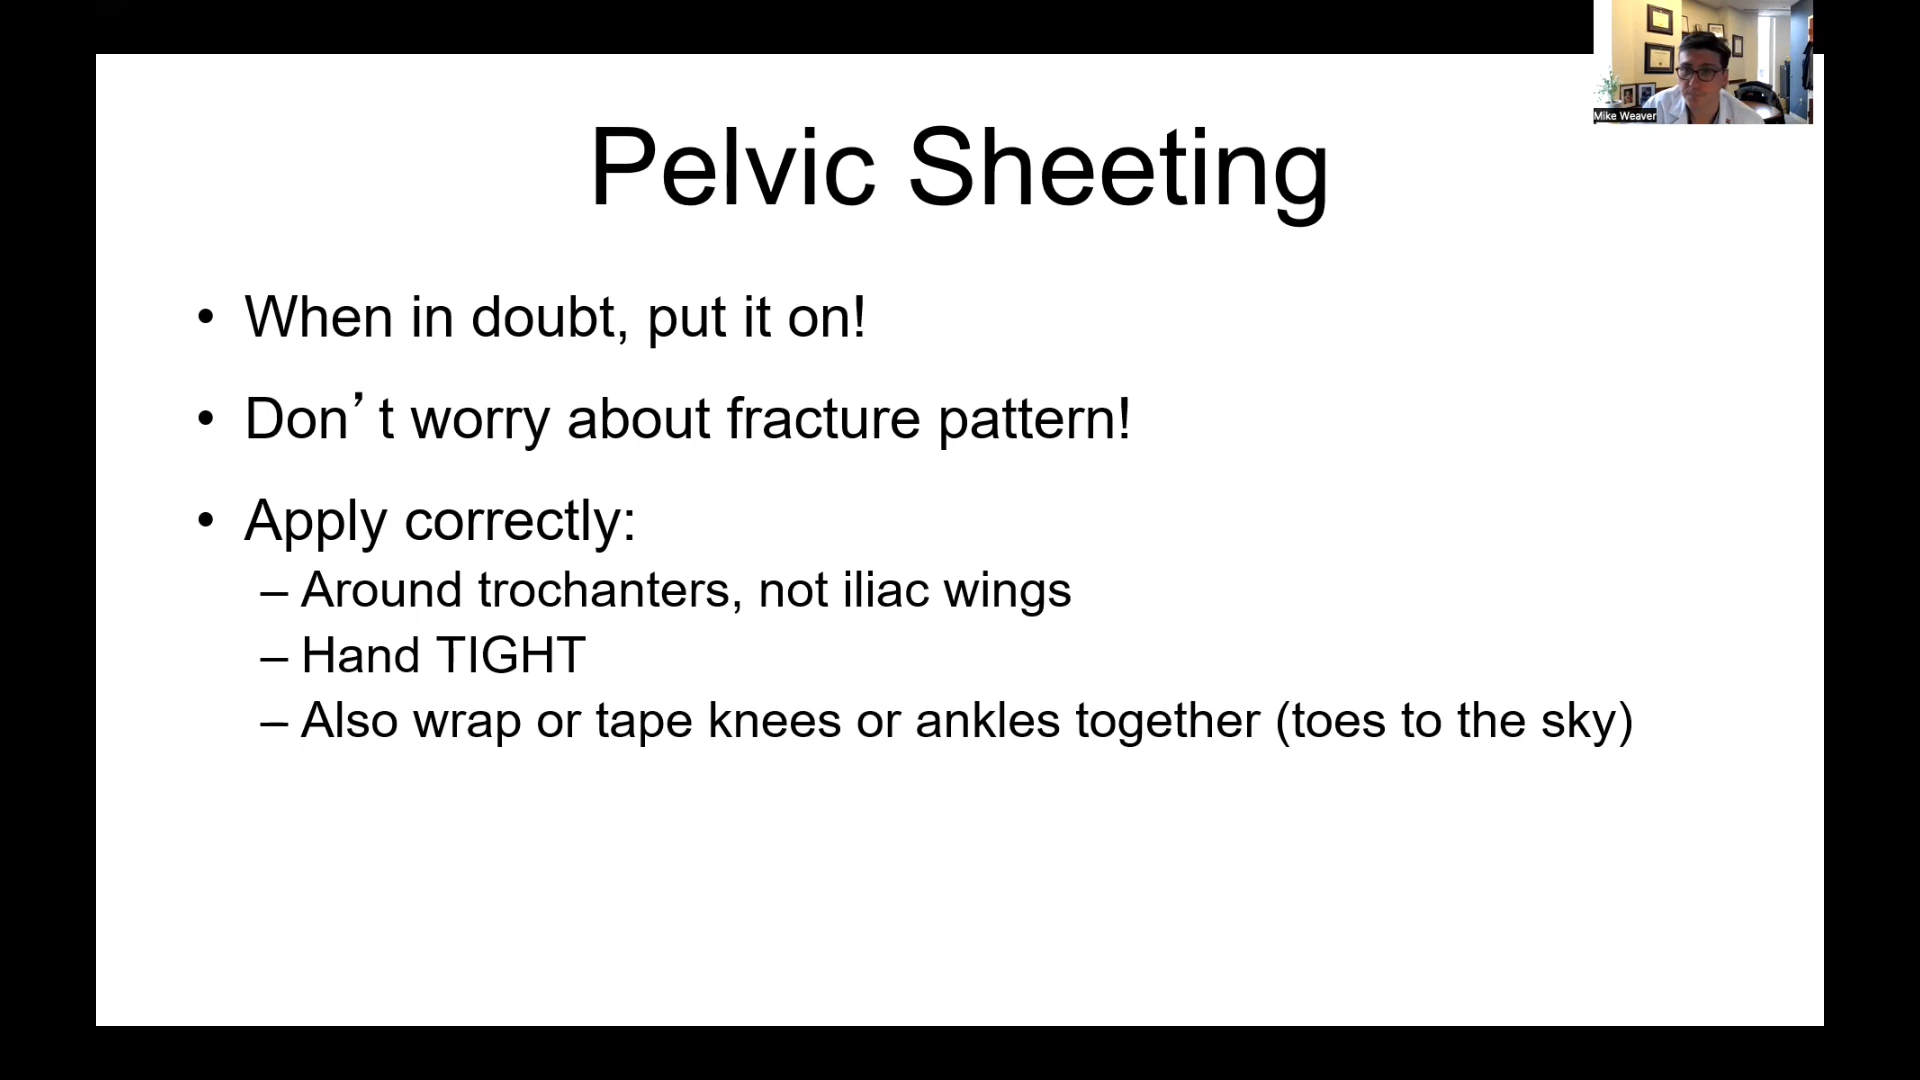 Mike Weaver
Pelvic Sheeting
• When in doubt, put it on!
• Don’t worry about fracture pattern!
• Apply correctly:
– Around trochanters, not iliac wings
– Hand TIGHT
– Also wrap or tape knees or ankles together (toes to the sky)